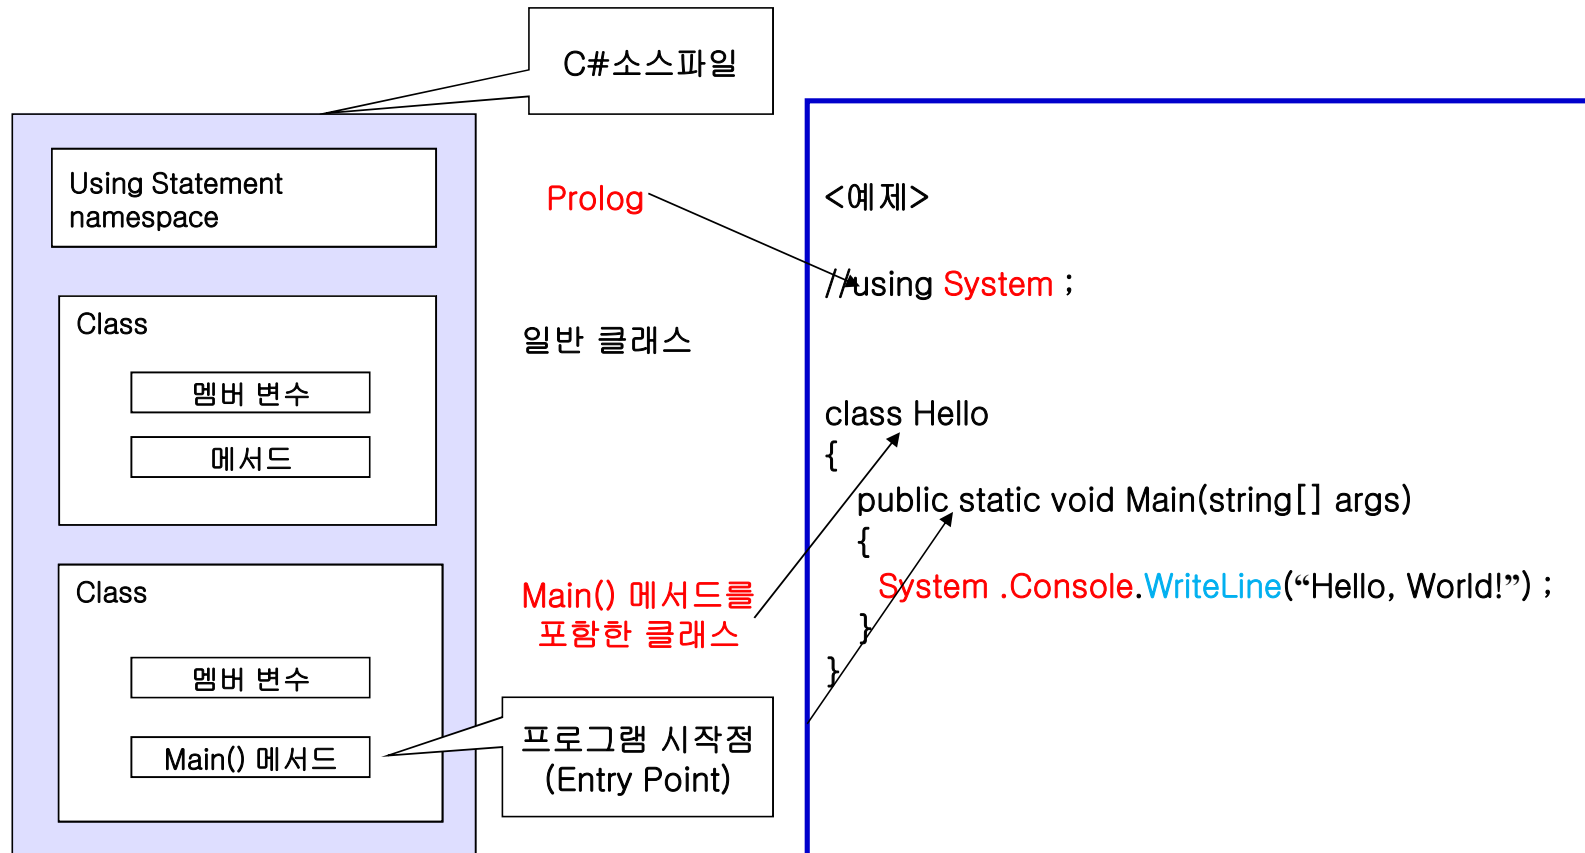 C#소스파일
Using Statement
namespace
Class
멤버 변수
메서드
Class
멤버 변수
Main() 메서드
Prolog
일반 클래스
Main() 메서드를
포함한 클래스
프로그램 시작점
(Entry Point)
<예제>
//using System ;
class Hello
{
public static void Main(string[] args)
{
System .Console.WriteLine(“Hello, World!”) ;
}
}